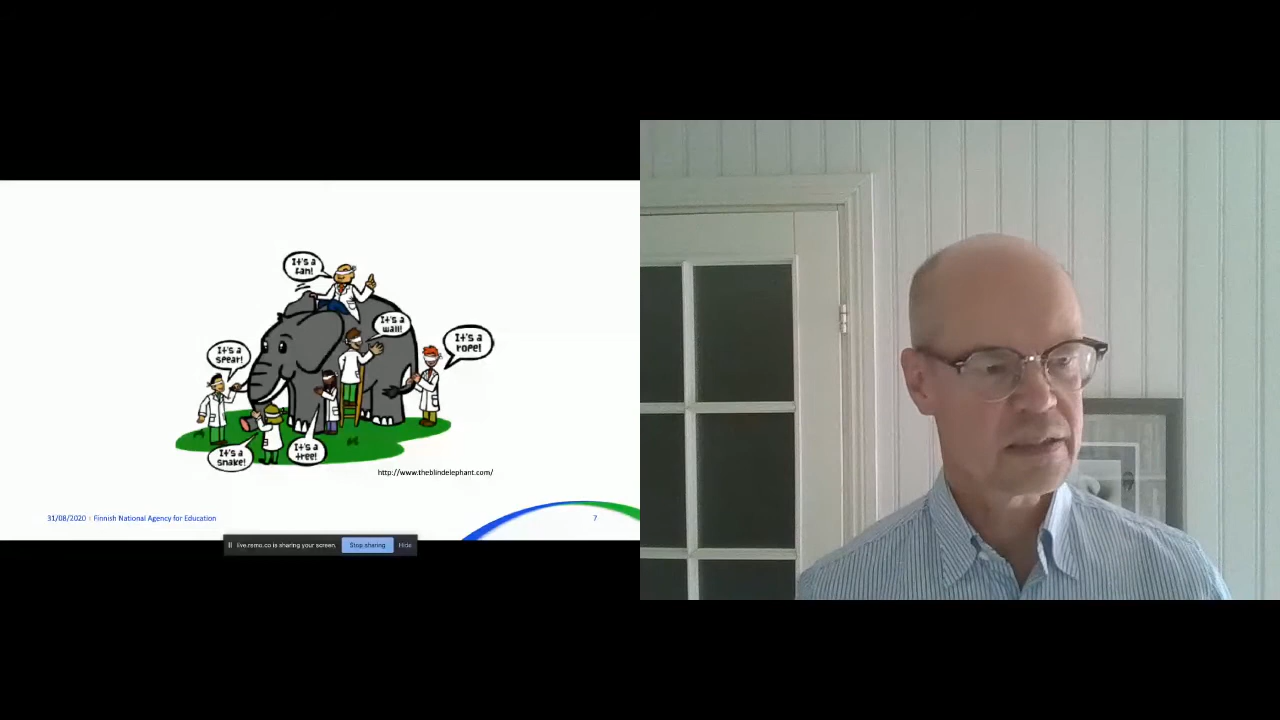 It's a
fan!
It's a
wall!
It's a
rope!
It's a
spear!
It's a
snake!
It's a
tree!
http://www.theblindelephant.com/
31/08/2020 Finnish National Agency for Education
7
live.remo.co is sharing your screen.
Stop sharing
Hide